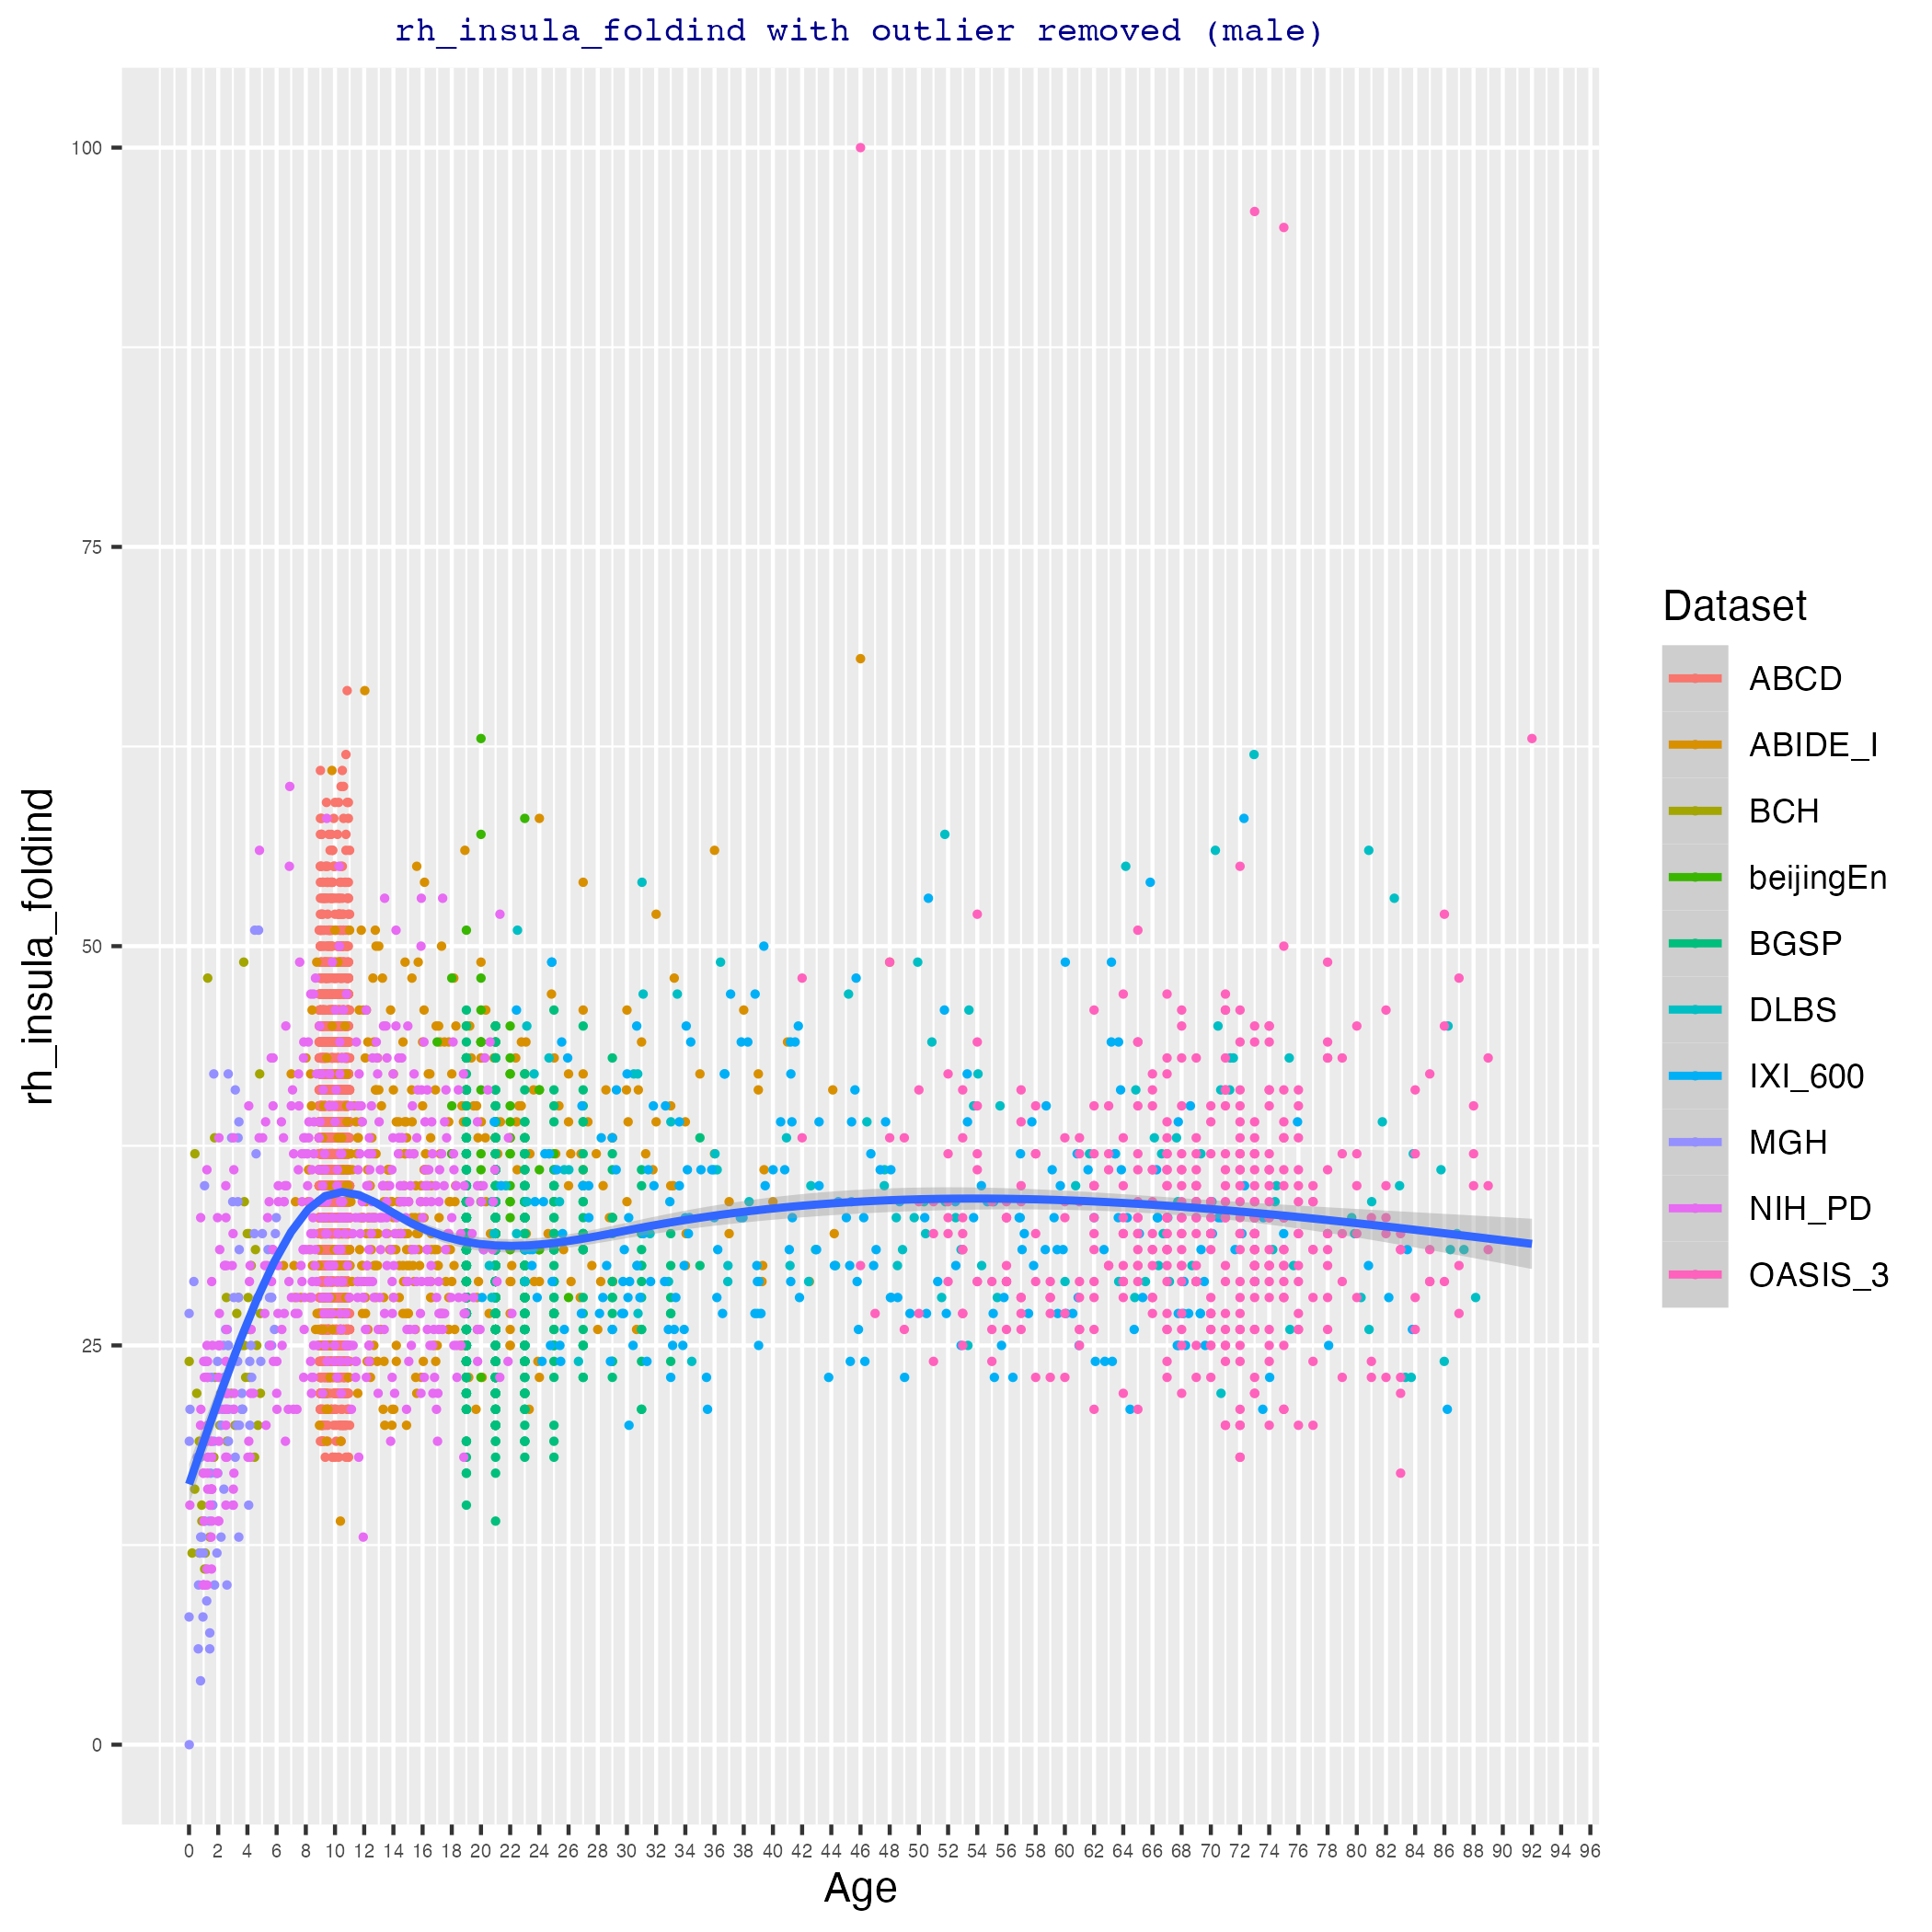 rh_insula_foldind with outlier removed (male)
100
75
50
25
0
rh_insula_foldind
0 2 4 6 8 10 12 14 16 18 20 22 24 26 28 30 32 34 36 38 40 42 44 46 48 50 52 54 56 58 60 62 64 66 68 70 72 74 76 78 80 82 84 86 88 90 92 94 96
Age
Dataset
ABCD
ABIDE_I
BCH
beijingEn
BGSP
DLBS
IXI_600
MGH
NIH_PD
OASIS_3